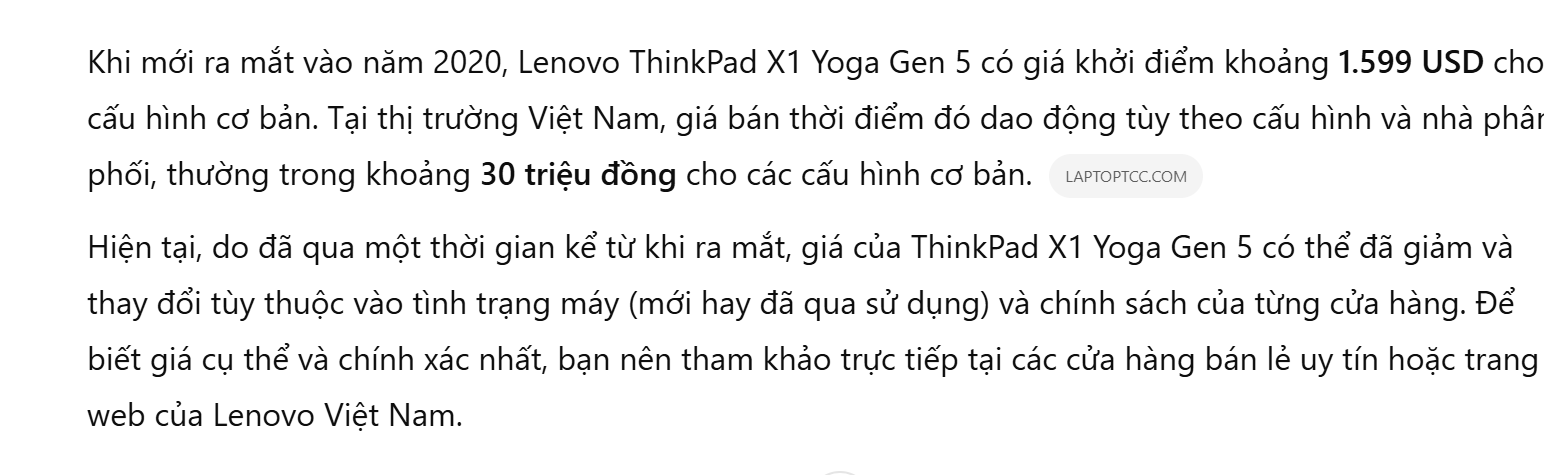 Khi mới ra mắt vào năm 2020, Lenovo ThinkPad X1 Yoga Gen 5 có giá khởi điểm khoảng 1.599 USD cho
cấu hình cơ bản. Tại thị trường Việt Nam, giá bán thời điểm đó dao động tùy theo cấu hình và nhà phân
phối, thường trong khoảng 30 triệu đồng cho các cấu hình cơ bản. LAPTOPTCC.COM
Hiện tại, do đã qua một thời gian kể từ khi ra mắt, giá của ThinkPad X1 Yoga Gen 5 có thể đã giảm và
thay đổi tùy thuộc vào tình trạng máy (mới hay đã qua sử dụng) và chính sách của từng cửa hàng. Để
biết giá cụ thể và chính xác nhất, bạn nên tham khảo trực tiếp tại các cửa hàng bán lẻ uy tín hoặc trang
web của Lenovo Việt Nam.